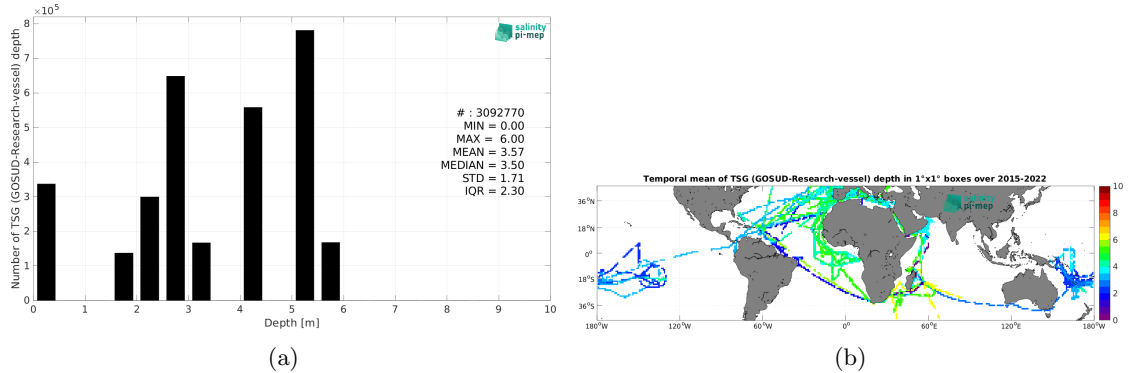 ×10⁵
8
7
6
5
4
3
2
1
0
Number of TSG (GOSUD-Research-vessel) depth
salinity
pi-mep
# : 3092770
MIN = 0.00
MAX = 6.00
MEAN = 3.57
MEDIAN = 3.50
STD = 1.71
IQR = 2.30
0 1 2 3 4 5 6 7 8 9 10
Depth [m]
(a)
Temporal mean of TSG (GOSUD-Research-vessel) depth in 1°x1° boxes over 2015-2022
salinity
pi-mep
36°N
18°N
0°
18°S
36°S
180°W 120°W 60°W 0° 60°E 120°E 180°W
10
8
6
4
2
0
(b)